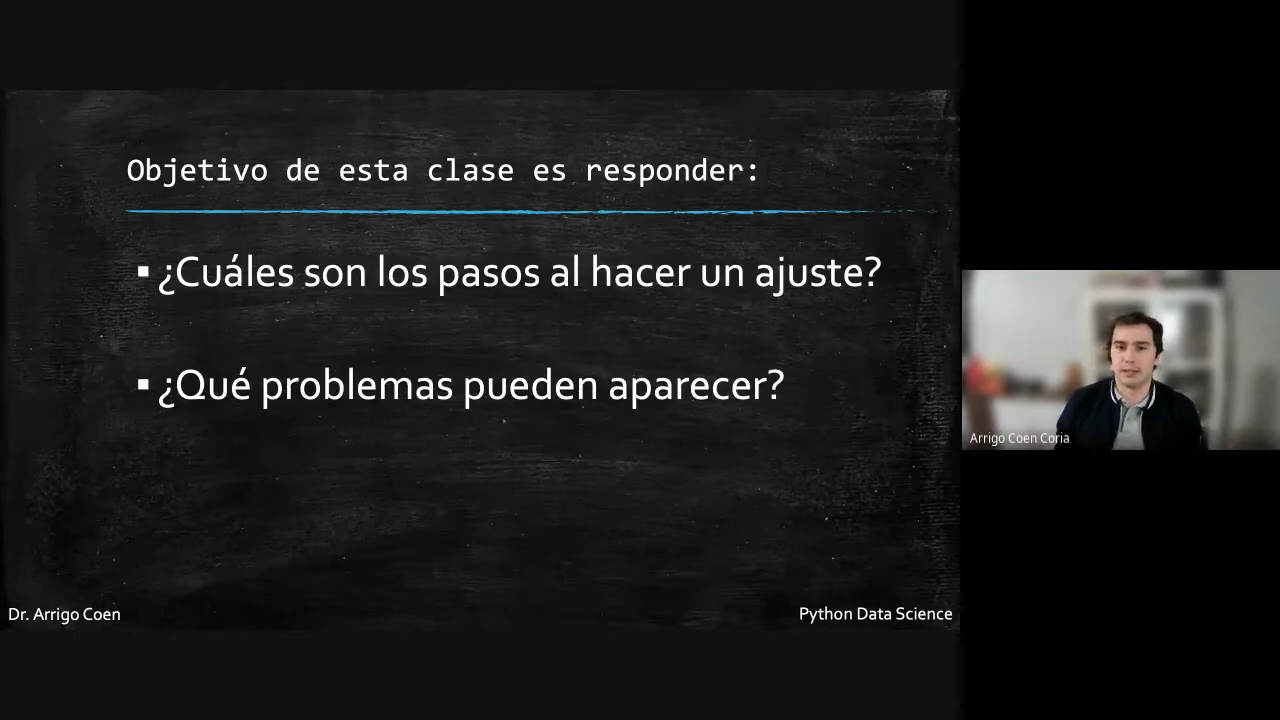 Objetivo de esta clase es responder:
▪ ¿Cuáles son los pasos al hacer un ajuste?
▪ ¿Qué problemas pueden aparecer?
Arrigo Coen Coria
Dr. Arrigo Coen
Python Data Science